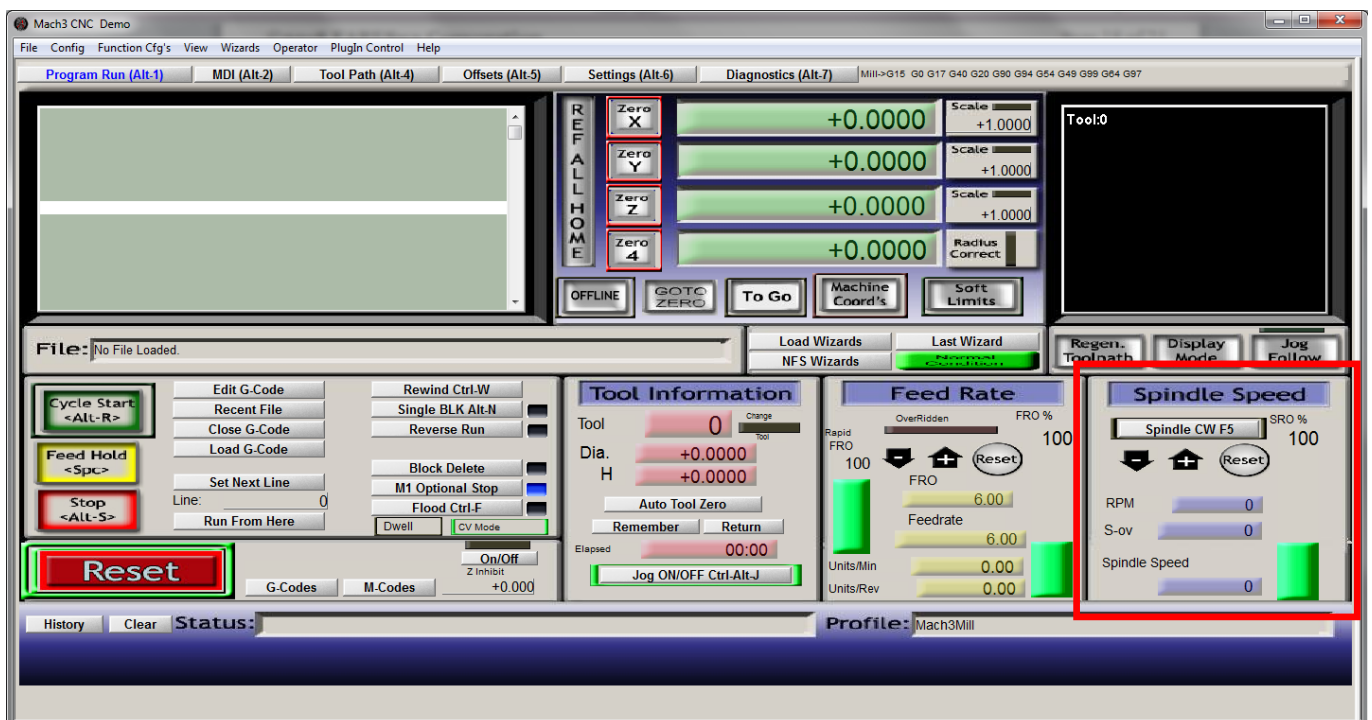 Mach3 CNC Demo
File Config Function Cfg's View Wizards Operator PlugIn Control Help
Program Run (Alt-1) MDI (Alt-2) Tool Path (Alt-4) Offsets (Alt-5) Settings (Alt-6) Diagnostics (Alt-7) Mill->G15 G0 G17 G40 G20 G90 G94 G54 G49 G99 G64 G97
REF ALL HOME
Zero X +0.0000 Scale +1.0000
Zero Y +0.0000 Scale +1.0000
Zero Z +0.0000 Scale +1.0000
Zero 4 +0.0000 Radius Correct
OFFLINE GOTO ZERO To Go Machine Coord's Soft Limits
Tool:0
File: No File Loaded.
Load Wizards Last Wizard
NFS Wizards Normal Condition
Regen. Toolpath Display Mode Jog Follow
Cycle Start <Alt-R>
Feed Hold <Spc>
Stop <Alt-S>
Edit G-Code
Recent File
Close G-Code
Load G-Code
Set Next Line
Line: 0
Run From Here
Rewind Ctrl-W
Single BLK Alt-N
Reverse Run
Block Delete
M1 Optional Stop
Flood Ctrl-F
Dwell CV Mode
Reset
G-Codes M-Codes
On/Off
Z Inhibit
+0.000
Tool Information
Tool 0 Change Tool
Dia. +0.0000
H +0.0000
Auto Tool Zero
Remember Return
Elapsed 00:00
Jog ON/OFF Ctrl-Alt-J
Feed Rate
OverRidden FRO %
100
Rapid
FRO
100
Reset
FRO
6.00
Feedrate
6.00
Units/Min 0.00
Units/Rev 0.00
Spindle Speed
Spindle CW F5 SRO %
100
Reset
RPM 0
S-ov 0
Spindle Speed
0
History Clear Status:
Profile: Mach3Mill